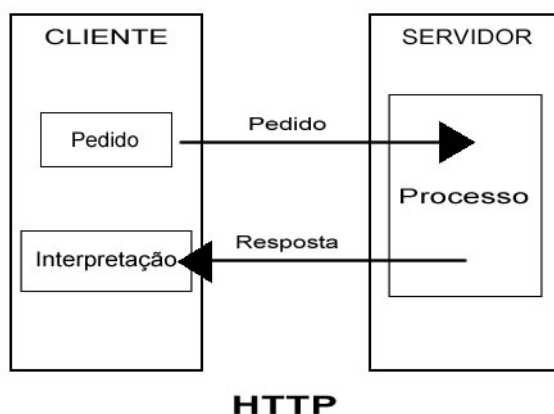 CLIENTE
SERVIDOR
Pedido
Pedido
Processo
Resposta
Interpretação
HTTP